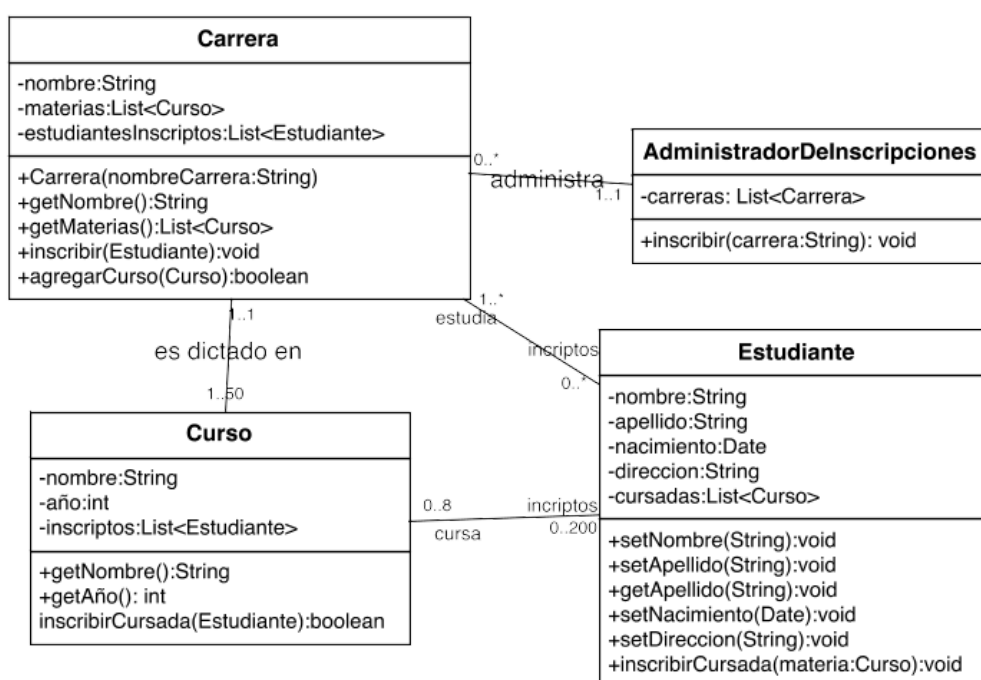 Carrera
-nombre:String
-materias:List<Curso>
-estudiantesInscriptos:List<Estudiante>
+Carrera(nombreCarrera:String)
+getNombre():String
+getMaterias():List<Curso>
+inscribir(Estudiante):void
+agregarCurso(Curso):boolean
0..*
administra
1..1
AdministradorDeInscripciones
-carreras: List<Carrera>
+inscribir(carrera:String): void
1..1
es dictado en
1..50
1..*
estudia
incriptos
0..*
Estudiante
-nombre:String
-apellido:String
-nacimiento:Date
-direccion:String
-cursadas:List<Curso>
+setNombre(String):void
+setApellido(String):void
+getApellido(String):void
+setNacimiento(Date):void
+setDireccion(String):void
+inscribirCursada(materia:Curso):void
Curso
-nombre:String
-año:int
-inscriptos:List<Estudiante>
+getNombre():String
+getAño(): int
inscribirCursada(Estudiante):boolean
0..8
cursa
incriptos
0..200